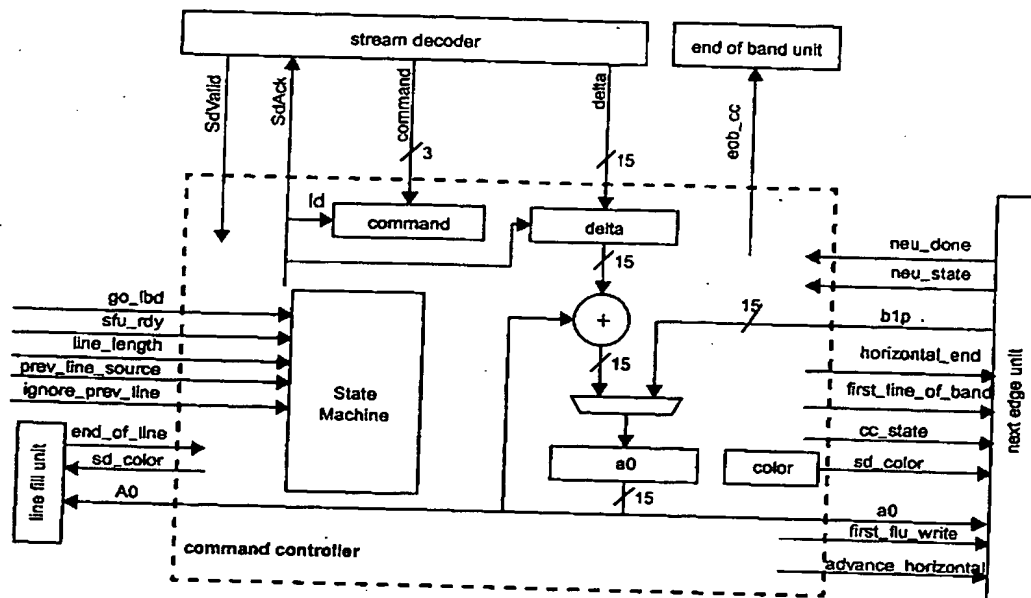 stream decoder
end of band unit
SdValid
SdAck
command
delta
eob_cc
3
15
ld
command
delta
15
neu_done
neu_state
b1p
15
go_lbd
sfu_rdy
line_length
prev_line_source
ignore_prev_line
State
Machine
+
15
horizontal_end
first_line_of_band
cc_state
next edge unit
line fill unit
end_of_line
sd_color
A0
a0
color
sd_color
15
a0
first_flu_write
command controller
advance_horizontal